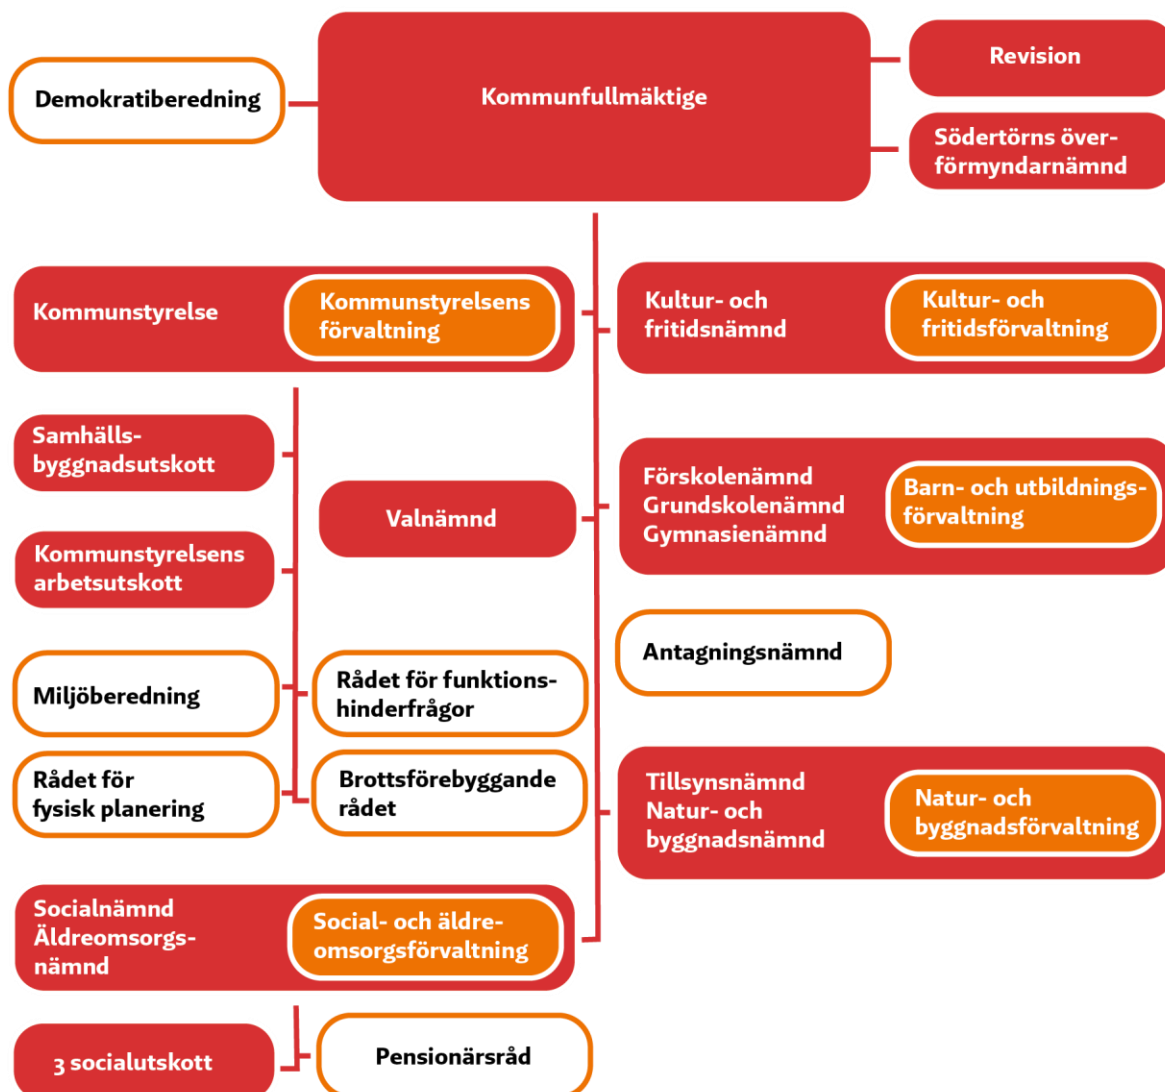 Demokratiberedning
Kommunfullmäktige
Revision
Södertörns över-
förmyndarnämnd
Kommunstyrelse
Kommunstyrelsens
förvaltning
Kultur- och
fritidsnämnd
Kultur- och
fritidsförvaltning
Samhälls-
byggnadsutskott
Valnämnd
Förskolenämnd
Grundskolenämnd
Gymnasienämnd
Barn- och utbildnings-
förvaltning
Kommunstyrelsens
arbetsutskott
Antagningsnämnd
Miljöberedning
Rådet för funktions-
hinderfrågor
Rådet för
fysisk planering
Brottsförebyggande
rådet
Tillsynsnämnd
Natur- och
byggnadsnämnd
Natur- och
byggnadsförvaltning
Socialnämnd
Äldreomsorgs-
nämnd
Social- och äldre-
omsorgsförvaltning
3 socialutskott
Pensionärsråd